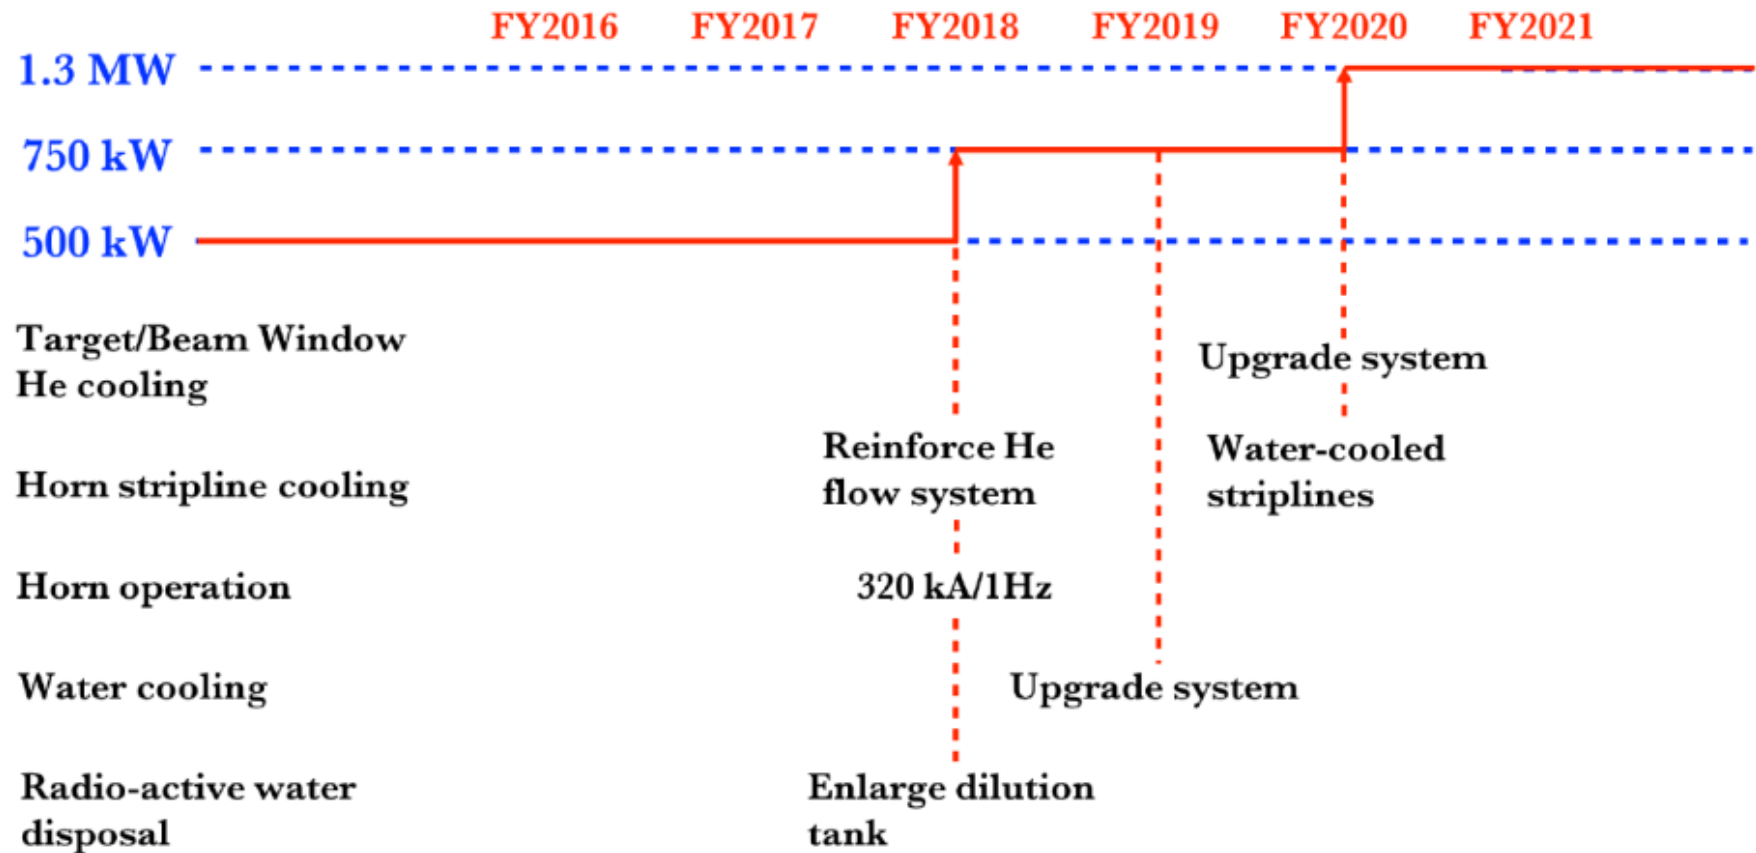 FY2016 FY2017 FY2018 FY2019 FY2020 FY2021
1.3 MW
750 kW
500 kW
Target/Beam Window
He cooling
Upgrade system
Horn stripline cooling
Reinforce He
flow system
Water-cooled
striplines
Horn operation
320 kA/1Hz
Water cooling
Upgrade system
Radio-active water
disposal
Enlarge dilution
tank